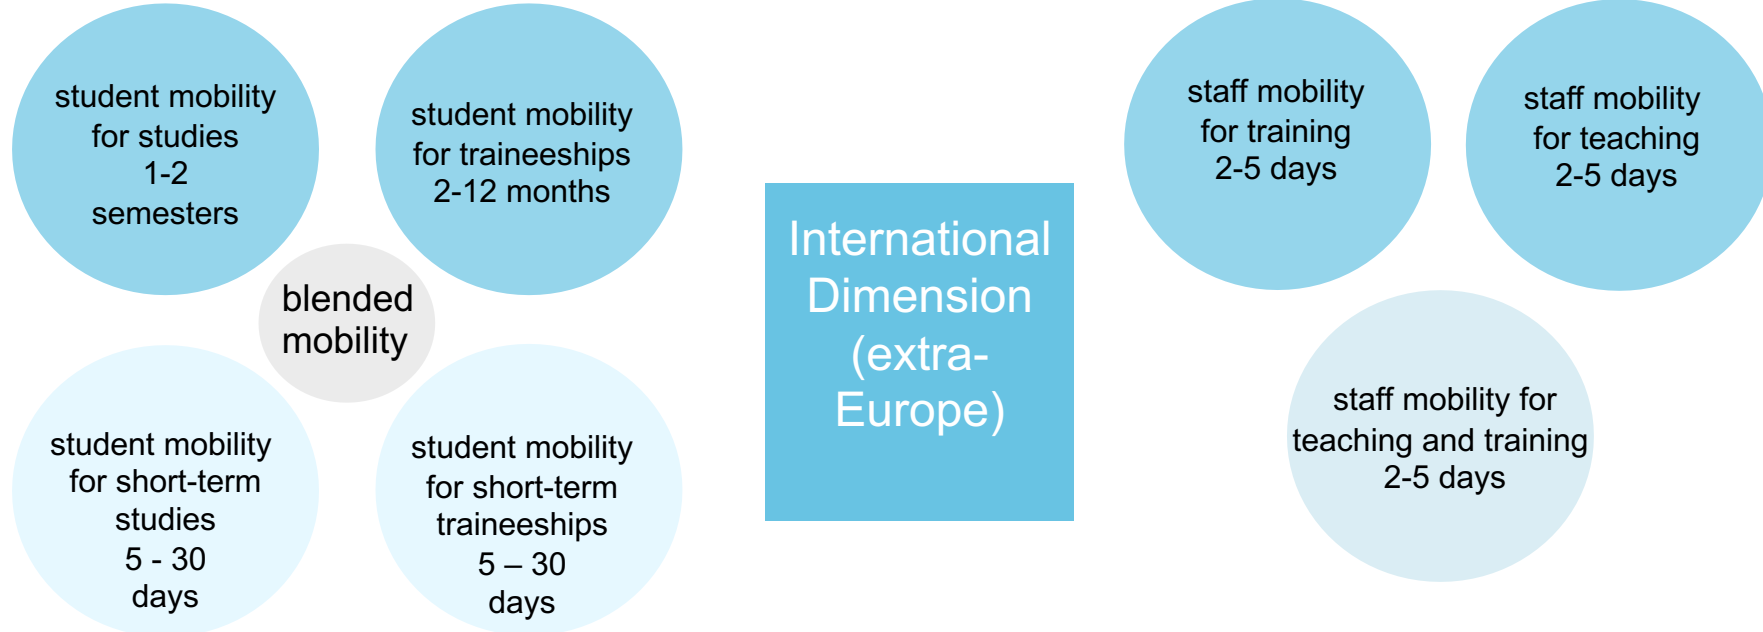 student mobility
for studies
1-2
semesters
student mobility
for traineeships
2-12 months
blended
mobility
student mobility
for short-term
studies
5 - 30
days
student mobility
for short-term
traineeships
5 – 30
days
International
Dimension
(extra-
Europe)
staff mobility
for training
2-5 days
staff mobility
for teaching
2-5 days
staff mobility for
teaching and training
2-5 days